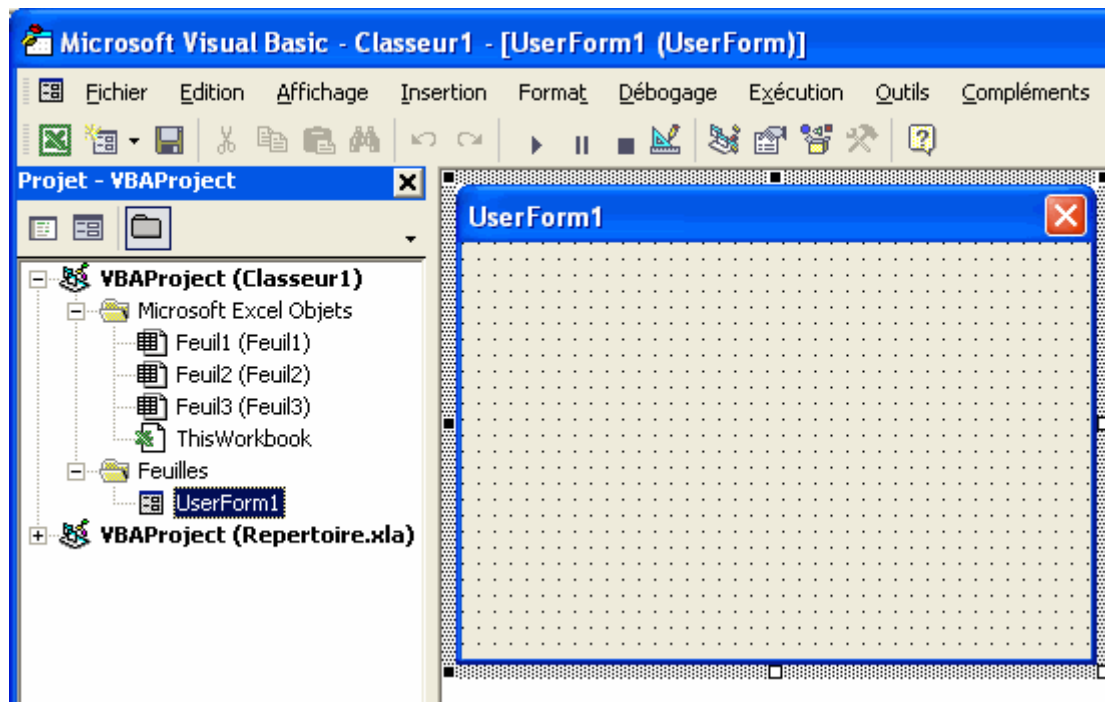 Microsoft Visual Basic - Classeur1 - [UserForm1 (UserForm)]
Fichier Edition Affichage Insertion Format Débogage Exécution Outils Compléments
Projet - VBAProject
UserForm1
VBAProject (Classeur1)
Microsoft Excel Objets
Feuil1 (Feuil1)
Feuil2 (Feuil2)
Feuil3 (Feuil3)
ThisWorkbook
Feuilles
UserForm1
VBAProject (Repertoire.xla)